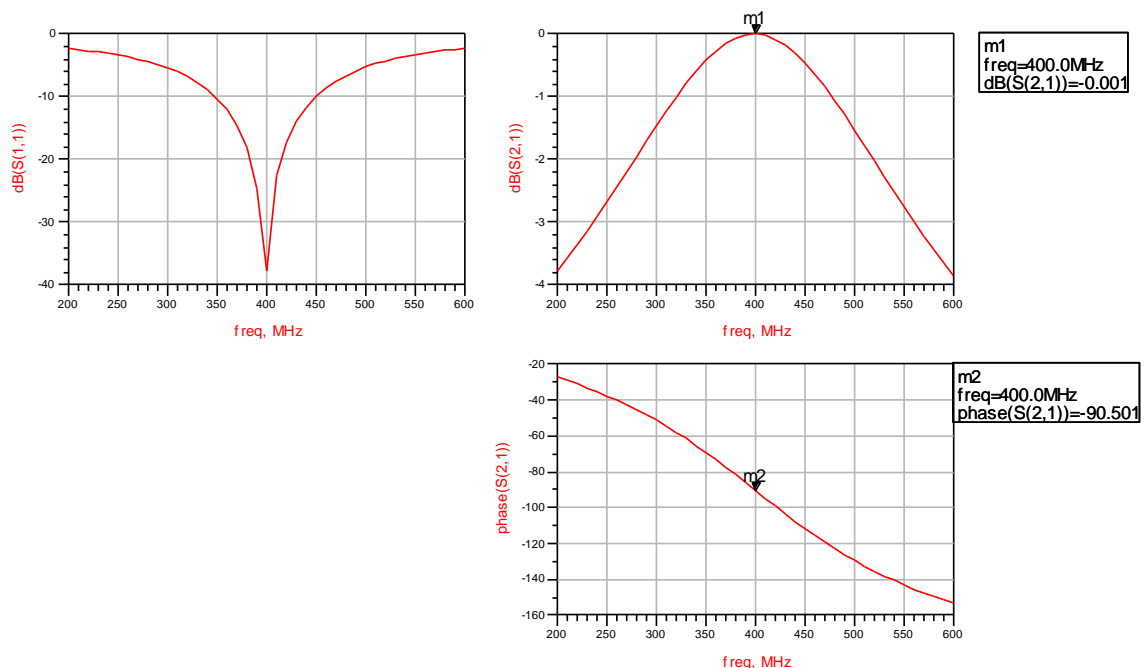 0
-10
-20
-30
-40
dB(S(1,1))
200 250 300 350 400 450 500 550 600
freq, MHz
m1
0
-1
-2
-3
-4
dB(S(2,1))
200 250 300 350 400 450 500 550 600
freq, MHz
m1
freq=400.0MHz
dB(S(2,1))=-0.001
-20
-40
-60
-80
-100
-120
-140
-160
phase(S(2,1))
m2
200 250 300 350 400 450 500 550 600
freq, MHz
m2
freq=400.0MHz
phase(S(2,1))=-90.501